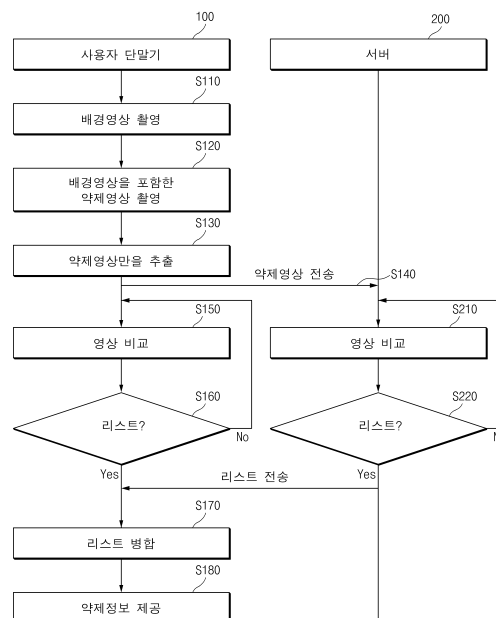 100
200
사용자 단말기
서버
S110
배경영상 촬영
S120
배경영상을 포함한
약제영상 촬영
S130
약제영상만을 추출
약제영상 전송
S140
S150
S210
영상 비교
영상 비교
S160
S220
리스트?
리스트?
No
Yes
리스트 전송
Yes
S170
리스트 병합
S180
약제정보 제공